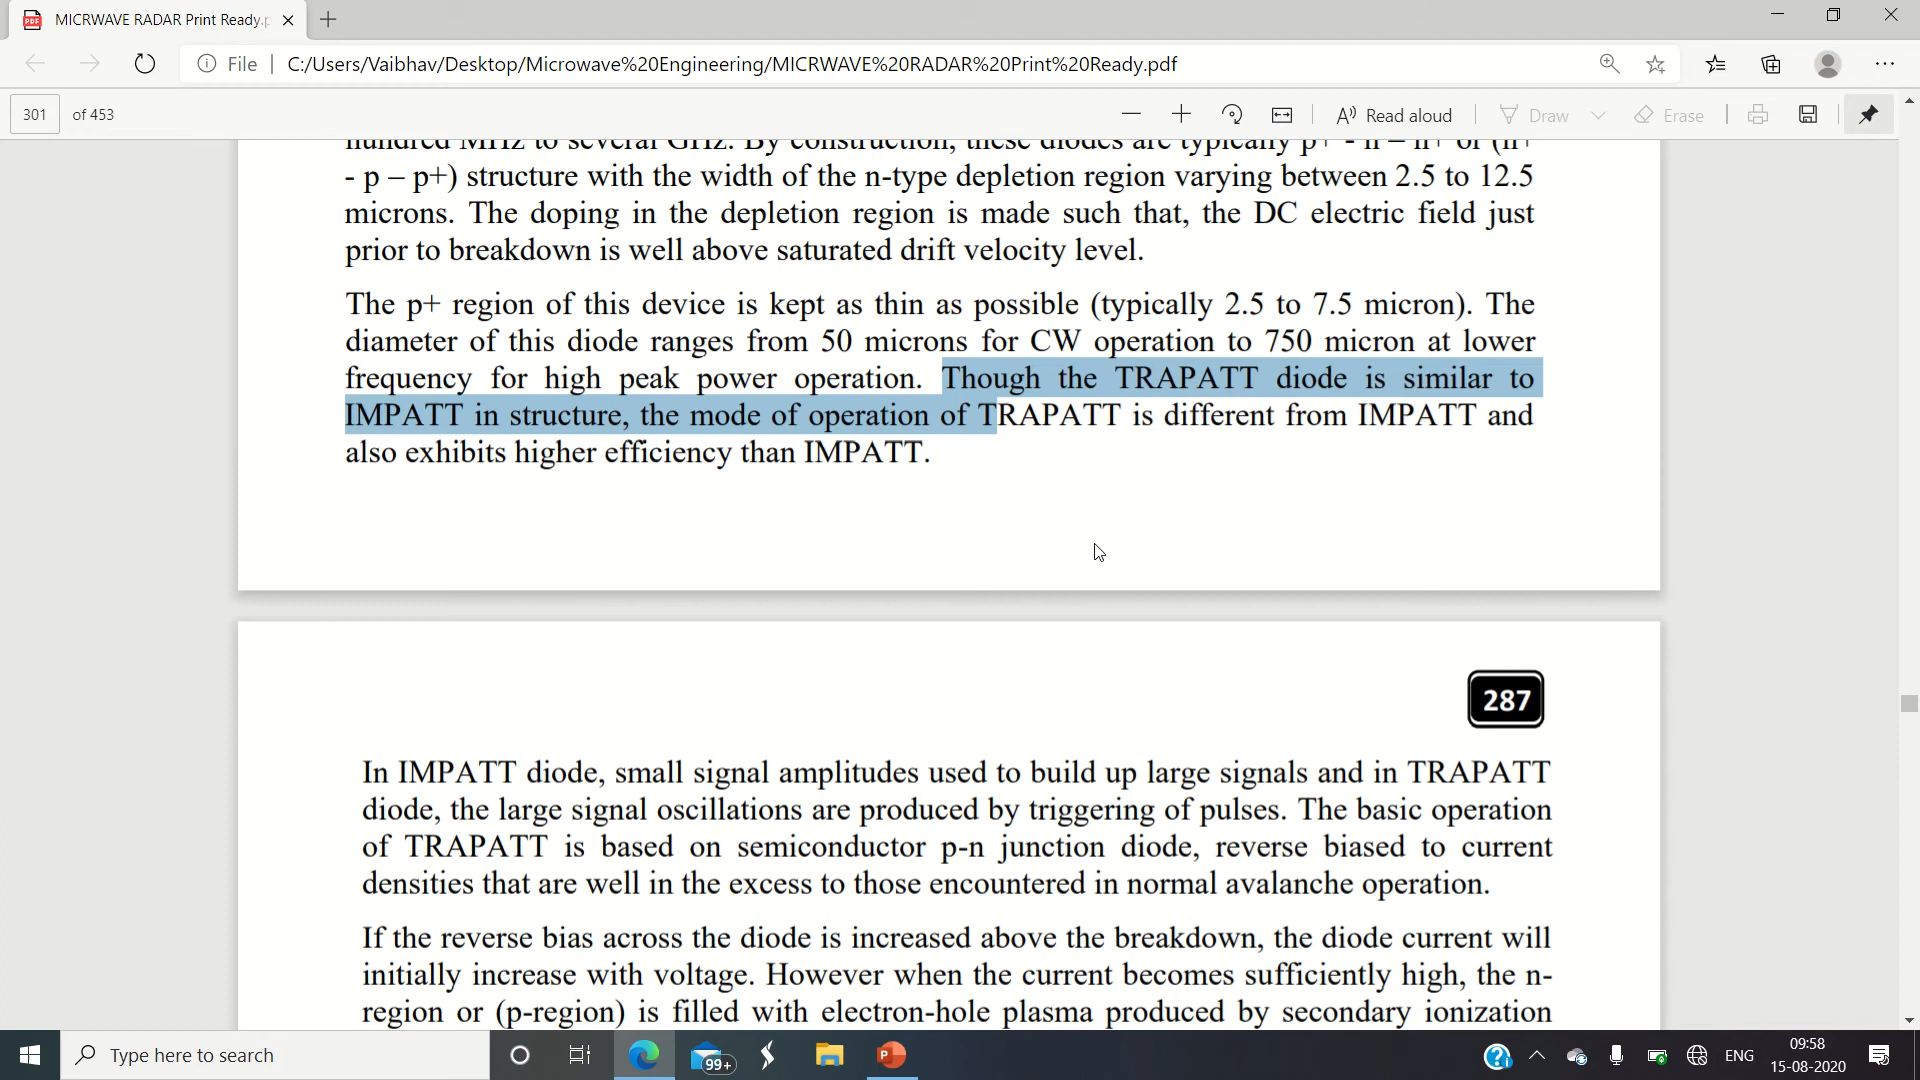 MICRWAVE RADAR Print Ready.p
File
C:/Users/Vaibhav/Desktop/Microwave%20Engineering/MICRWAVE%20RADAR%20Print%20Ready.pdf
301 of 453
Read aloud
Draw
Erase
hundred MHz to several GHz. By construction, these diodes are typically p+ - n – n+ or (n+
- p – p+) structure with the width of the n-type depletion region varying between 2.5 to 12.5
microns. The doping in the depletion region is made such that, the DC electric field just
prior to breakdown is well above saturated drift velocity level.
The p+ region of this device is kept as thin as possible (typically 2.5 to 7.5 micron). The
diameter of this diode ranges from 50 microns for CW operation to 750 micron at lower
frequency for high peak power operation. Though the TRAPATT diode is similar to
IMPATT in structure, the mode of operation of TRAPATT is different from IMPATT and
also exhibits higher efficiency than IMPATT.
287
In IMPATT diode, small signal amplitudes used to build up large signals and in TRAPATT
diode, the large signal oscillations are produced by triggering of pulses. The basic operation
of TRAPATT is based on semiconductor p-n junction diode, reverse biased to current
densities that are well in the excess to those encountered in normal avalanche operation.
If the reverse bias across the diode is increased above the breakdown, the diode current will
initially increase with voltage. However when the current becomes sufficiently high, the n-
region or (p-region) is filled with electron-hole plasma produced by secondary ionization
Type here to search
99+
ENG
09:58
15-08-2020